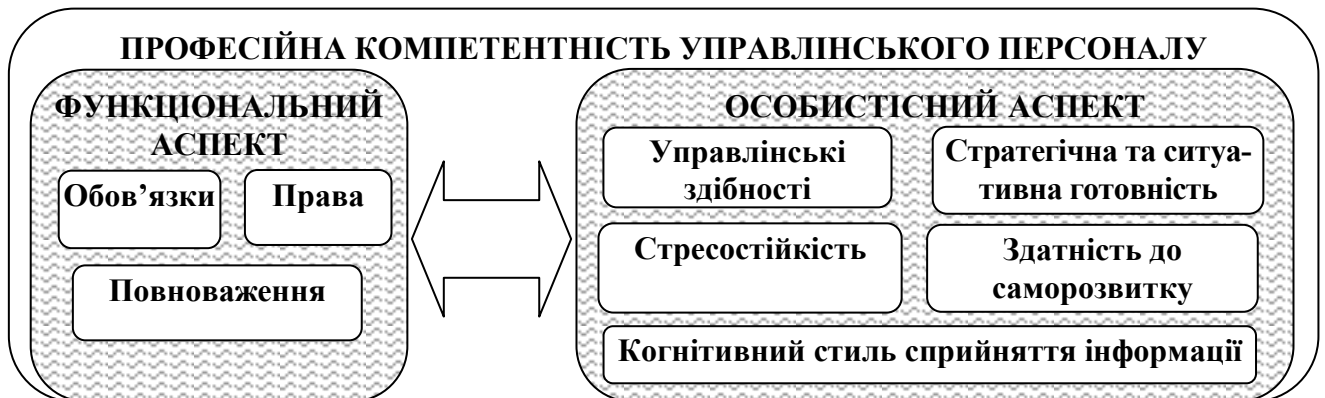 ПРОФЕСІЙНА КОМПЕТЕНТНІСТЬ УПРАВЛІНСЬКОГО ПЕРСОНАЛУ
ФУНКЦІОНАЛЬНИЙ
АСПЕКТ
Обов’язки
Права
Повноваження
ОСОБИСТІСНИЙ АСПЕКТ
Управлінські
здібності
Стратегічна та ситуа-
тивна готовність
Стресостійкість
Здатність до
саморозвитку
Когнітивний стиль сприйняття інформації